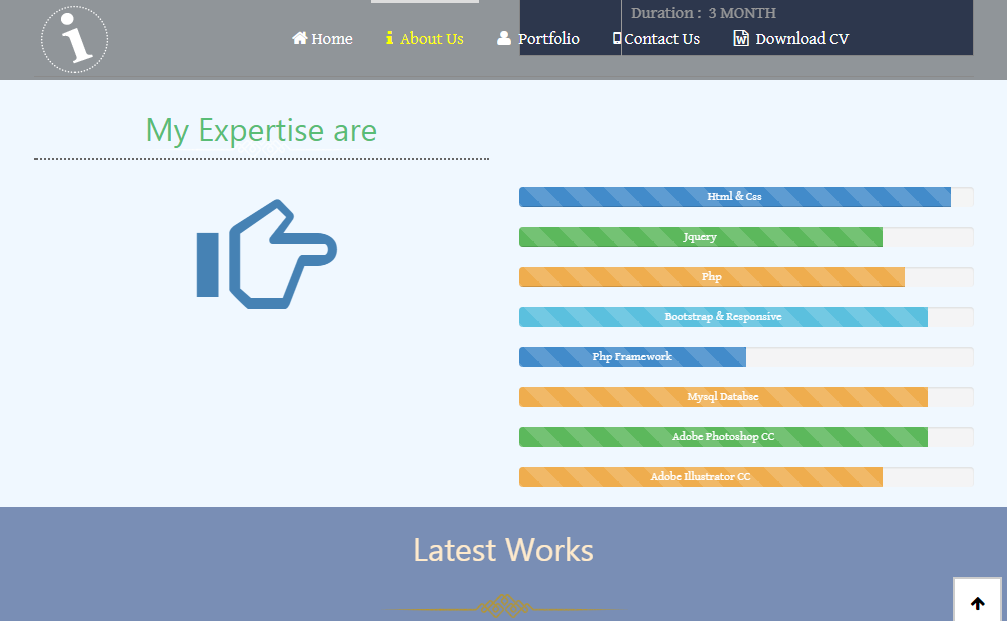 Duration : 3 MONTH
Home About Us Portfolio Contact Us Download CV
My Expertise are
Html & Css
Jquery
Php
Bootstrap & Responsive
Php Framework
Mysql Databse
Adobe Photoshop CC
Adobe Illustrator CC
Latest Works